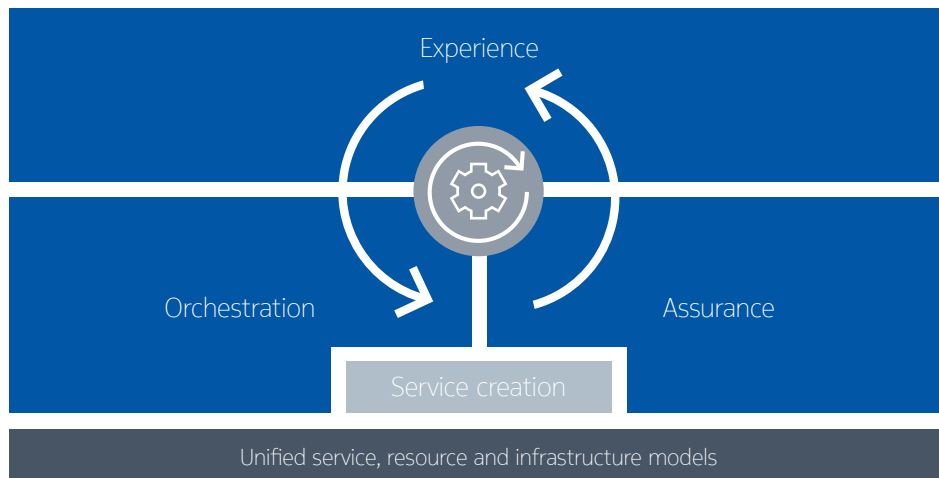 Experience
Orchestration
Assurance
Service creation
Unified service, resource and infrastructure models